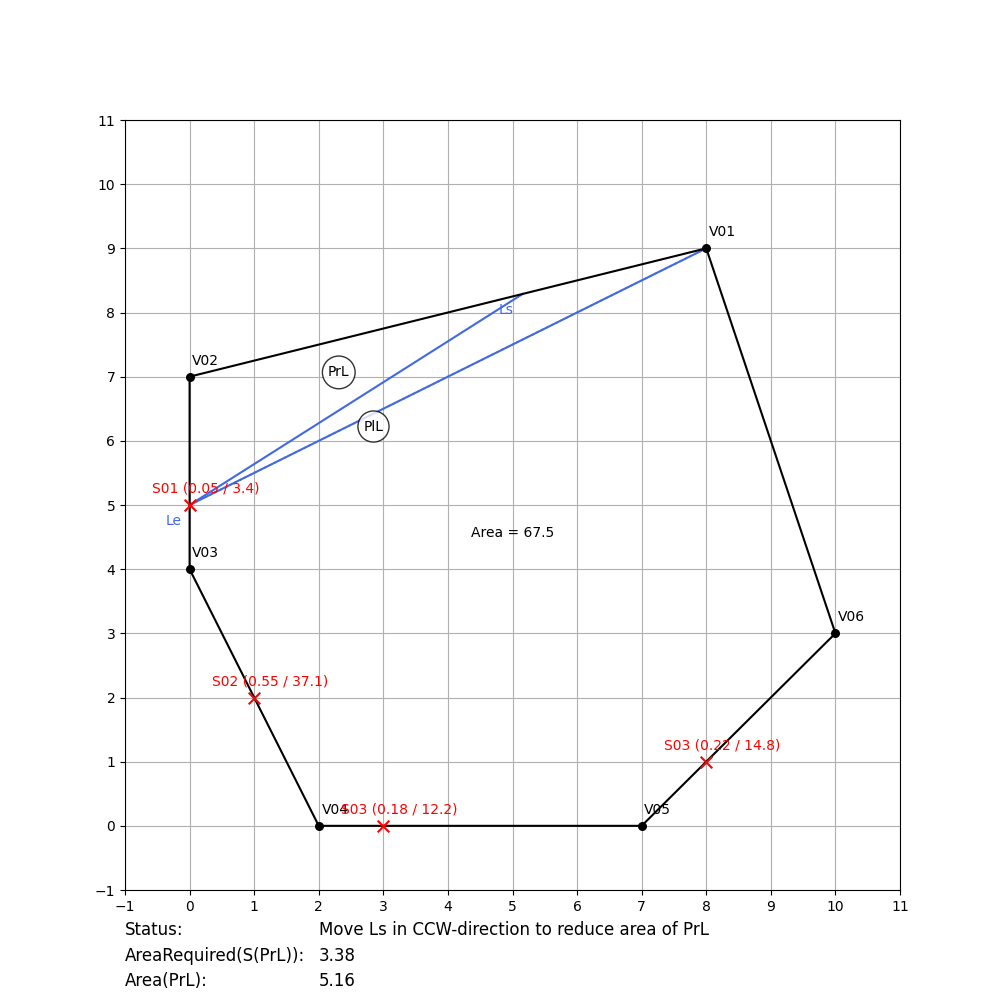 11
10
9
8
7
6
5
4
3
2
1
0
−1
V01
Ls
V02
PrL
PlL
S01 (0.05 / 3.4)
Le
Area = 67.5
V03
V06
S02 (0.55 / 37.1)
S03 (0.22 / 14.8)
V04
S03 (0.18 / 12.2)
V05
−1 0 1 2 3 4 5 6 7 8 9 10 11
Status: Move Ls in CCW-direction to reduce area of PrL
AreaRequired(S(PrL)): 3.38
Area(PrL): 5.16